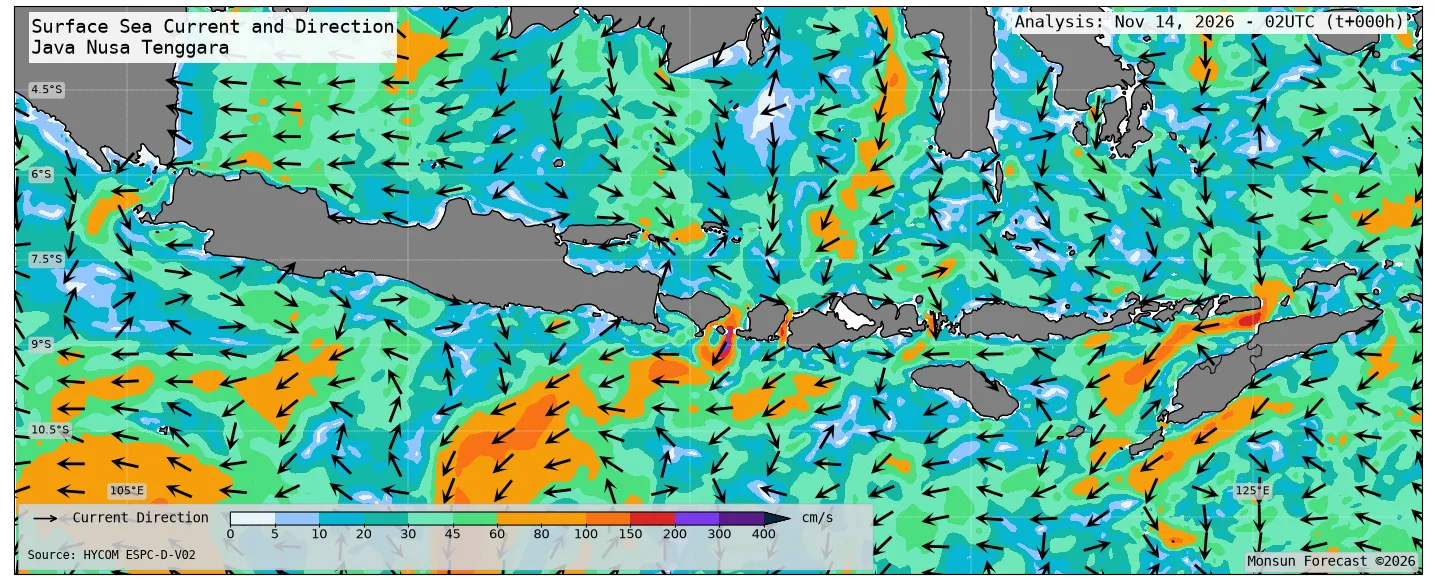 Surface Sea Current and Direction
Java Nusa Tenggara
Analysis: Nov 14, 2026 - 02UTC (t+000h)
4.5°S
6°S
7.5°S
9°S
10.5°S
105°E
125°E
Current Direction
0 5 10 20 30 45 60 80 100 150 200 300 400
cm/s
Source: HYCOM ESPC-D-V02
Monsun Forecast ©2026